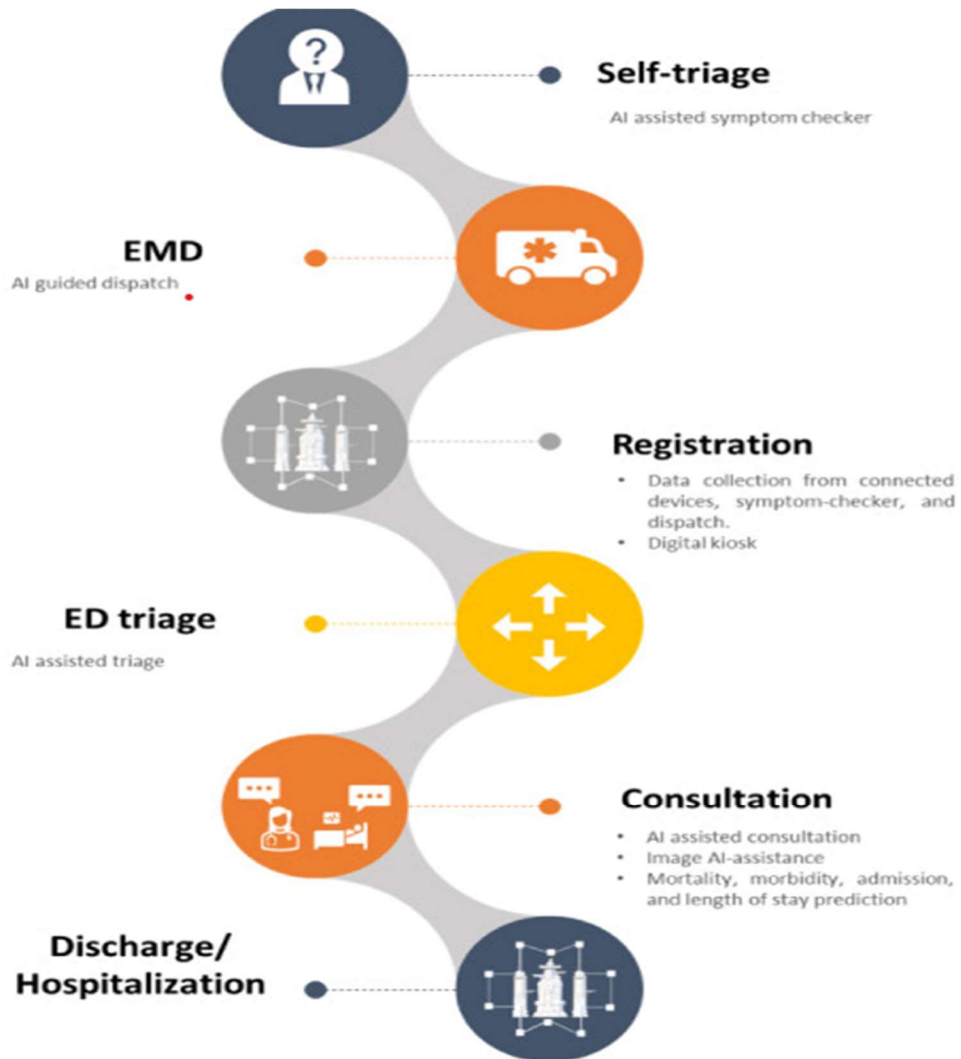 ?
Self-triage
AI assisted symptom checker
EMD
AI guided dispatch
Registration
• Data collection from connected
devices, symptom-checker, and
dispatch.
• Digital kiosk
ED triage
AI assisted triage
Consultation
• AI assisted consultation
• Image AI-assistance
• Mortality, morbidity, admission,
and length of stay prediction
Discharge/
Hospitalization